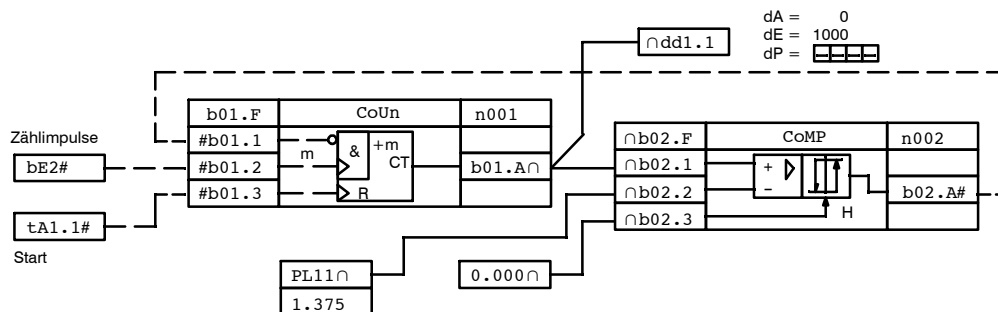 dA = 0
dE = 1000
dP =
∩dd1.1
b01.F CoUn n001
#b01.1
#b01.2 m & +m CT b01.A∩
#b01.3 R
Zählimpulse
bE2#
tA1.1#
Start
∩b02.F CoMP n002
∩b02.1 +
∩b02.2 − b02.A#
∩b02.3 H
PL11∩
1.375
0.000∩